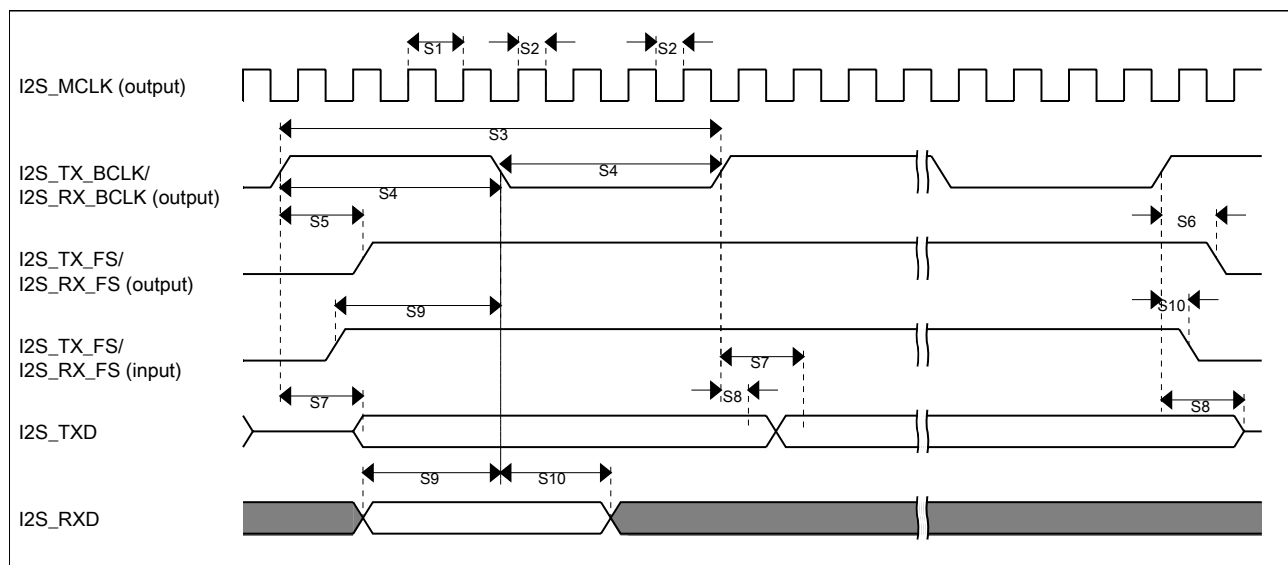 S1
S2
S2
I2S_MCLK (output)
S3
I2S_TX_BCLK/
I2S_RX_BCLK (output)
S4
S4
S5
S6
I2S_TX_FS/
I2S_RX_FS (output)
S9
S10
I2S_TX_FS/
I2S_RX_FS (input)
S7
S7
S8
S8
I2S_TXD
S9
S10
I2S_RXD